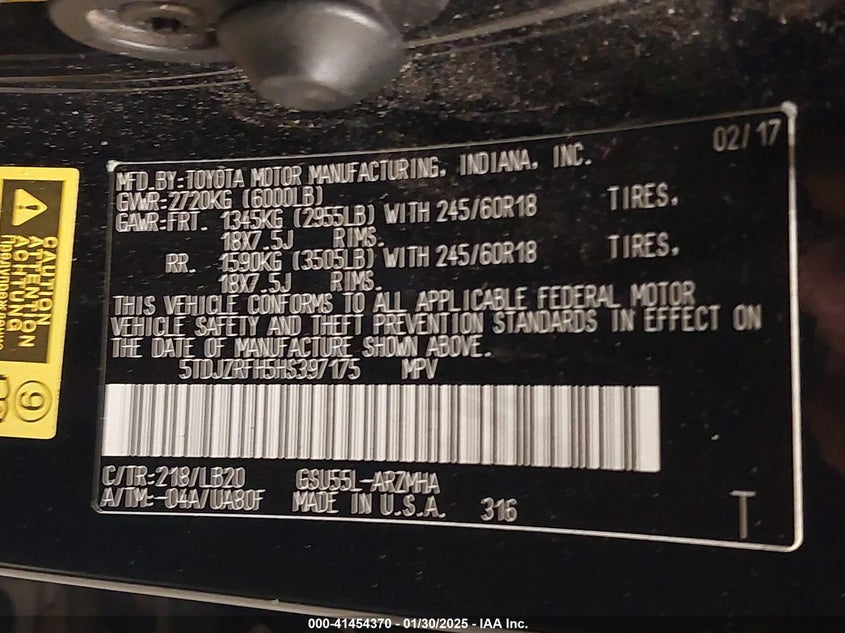 02/17
MFD.BY:TOYOTA MOTOR MANUFACTURING, INDIANA, INC.
GVWR:2720KG (6000LB)
GAWR:FRT. 1345KG (2955LB) WITH 245/60R18 TIRES.
18X7.5J RIMS.
RR. 1590KG (3505LB) WITH 245/60R18 TIRES.
18X7.5J RIMS.
THIS VEHICLE CONFORMS TO ALL APPLICABLE FEDERAL MOTOR
VEHICLE SAFETY AND THEFT PREVENTION STANDARDS IN EFFECT ON
THE DATE OF MANUFACTURE SHOWN ABOVE.
5TDJZRFH5HS397175 MPV
C/TR:218/LB20 GSU55L-ARZMHA
A/TM:-04A/UA80F MADE IN U.S.A. 316
T
CAUTION
ATTENTION
ACHTUNG
9
000-41454370 - 01/30/2025 - IAA Inc.